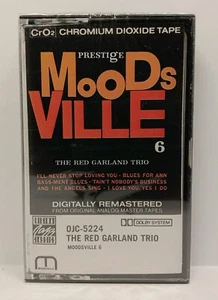 CrO₂ CHROMIUM DIOXIDE TAPE
PRESTIGE
MOODS
VILLE
6
THE RED GARLAND TRIO
I'LL NEVER STOP LOVING YOU - BLUES FOR ANN
BASS-MENT BLUES - TAIN'T NOBODY'S BUSINESS
AND THE ANGELS SING - I LOVE YOU YES I DO
DIGITALLY REMASTERED
FROM ORIGINAL ANALOG MASTER TAPES
DOLBY SYSTEM
OJC-5224
THE RED GARLAND TRIO
MOODSVILLE 6